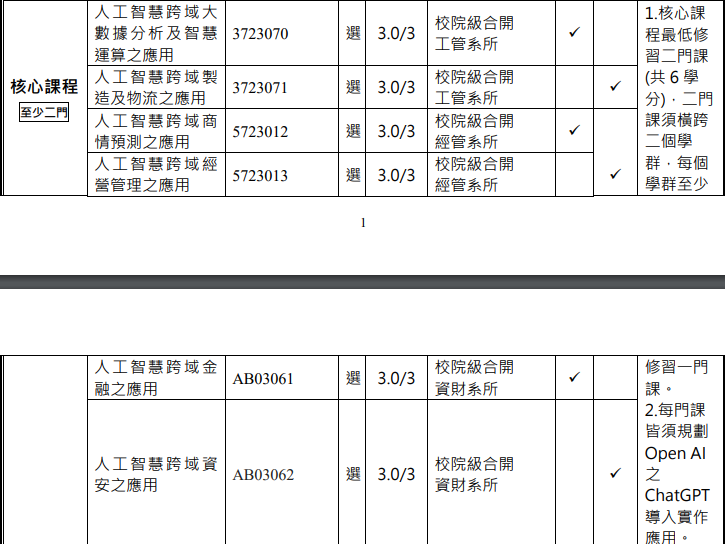 核心課程
至少二門
人工智慧跨域大
數據分析及智慧
運算之應用
3723070
選
3.0/3
校院級合開
工管系所
✓
人工智慧跨域製
造及物流之應用
3723071
選
3.0/3
校院級合開
工管系所
✓
人工智慧跨域商
情預測之應用
5723012
選
3.0/3
校院級合開
經管系所
✓
人工智慧跨域經
營管理之應用
5723013
選
3.0/3
校院級合開
經管系所
✓
1.核心課
程最低修
習二門課
(共 6 學
分)，二門
課須橫跨
二個學
群，每個
學群至少
1
人工智慧跨域金
融之應用
AB03061
選
3.0/3
校院級合開
資財系所
✓
人工智慧跨域資
安之應用
AB03062
選
3.0/3
校院級合開
資財系所
✓
修習一門
課。
2.每門課
皆須規劃
Open AI
之
ChatGPT
導入實作
應用。